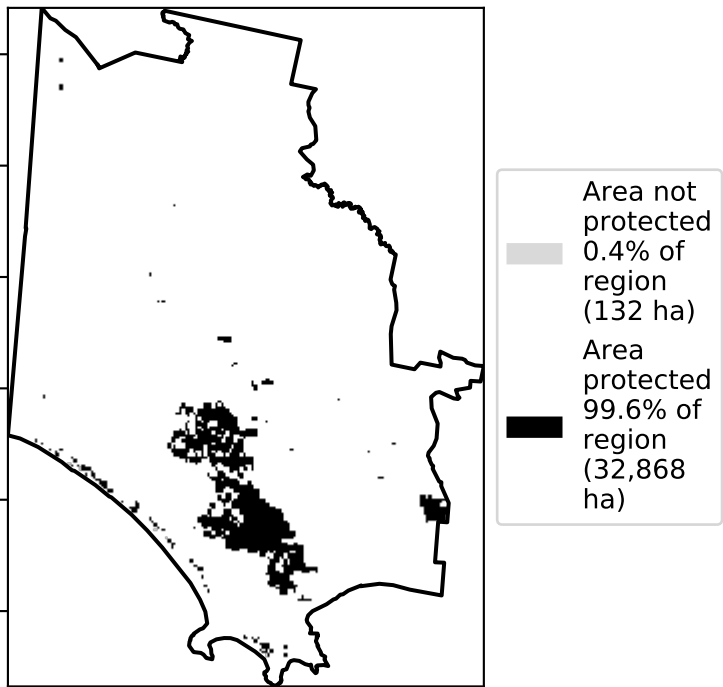 Area not
protected
0.4% of
region
(132 ha)
Area
protected
99.6% of
region
(32,868
ha)